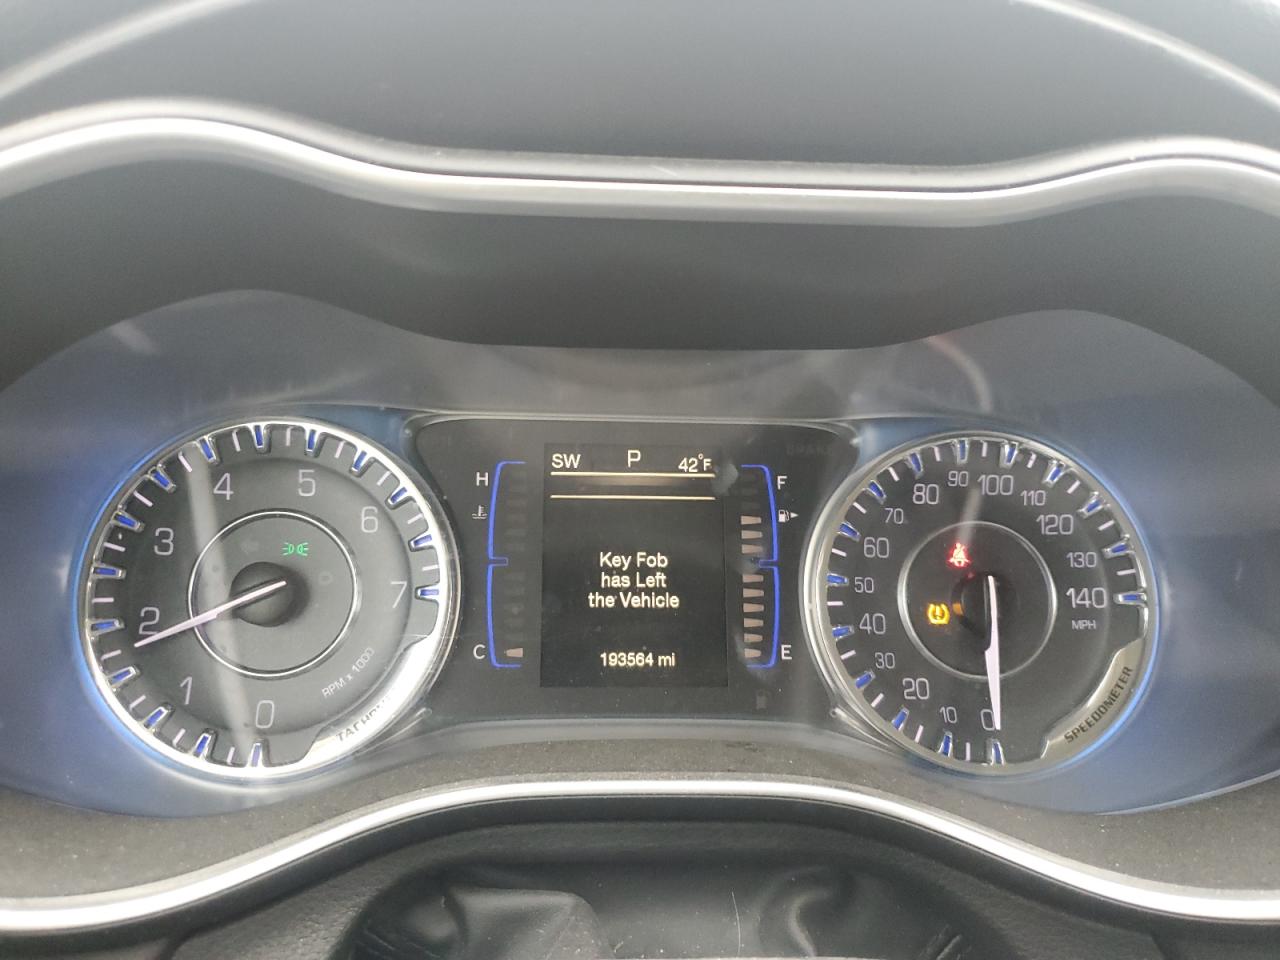 SW P 42°F
Key Fob
has Left
the Vehicle
193564 mi
H
C
F
E
0
1
2
3
4
5
6
7
RPM x 1000
0
10
20
30
40
50
60
70
80
90
100
110
120
130
140
MPH
SPEEDOMETER